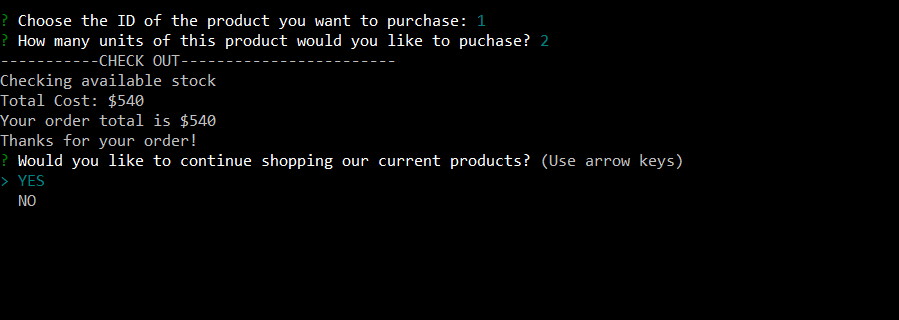 ? Choose the ID of the product you want to purchase: 1
? How many units of this product would you like to puchase? 2
-----------CHECK OUT------------------------
Checking available stock
Total Cost: $540
Your order total is $540
Thanks for your order!
? Would you like to continue shopping our current products? (Use arrow keys)
> YES
  NO